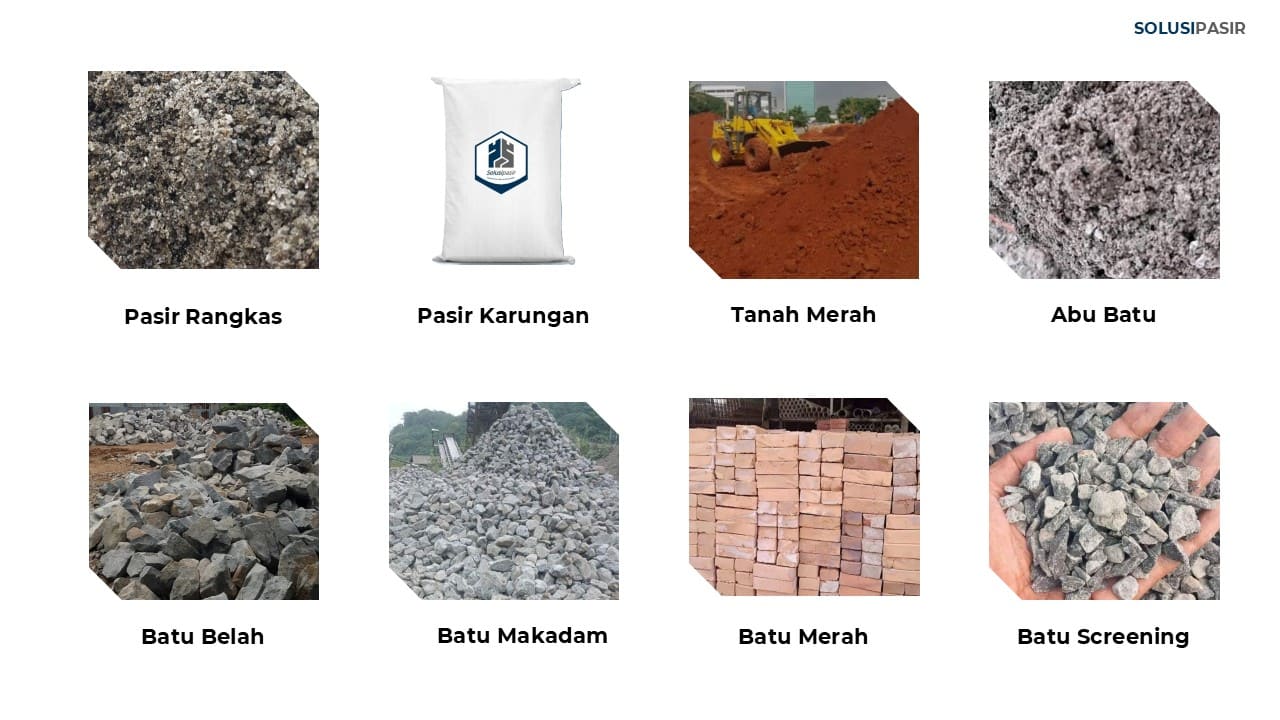 SOLUSIPASIR
Solusipasir
Pasir Rangkas
Pasir Karungan
Tanah Merah
Abu Batu
Batu Belah
Batu Makadam
Batu Merah
Batu Screening